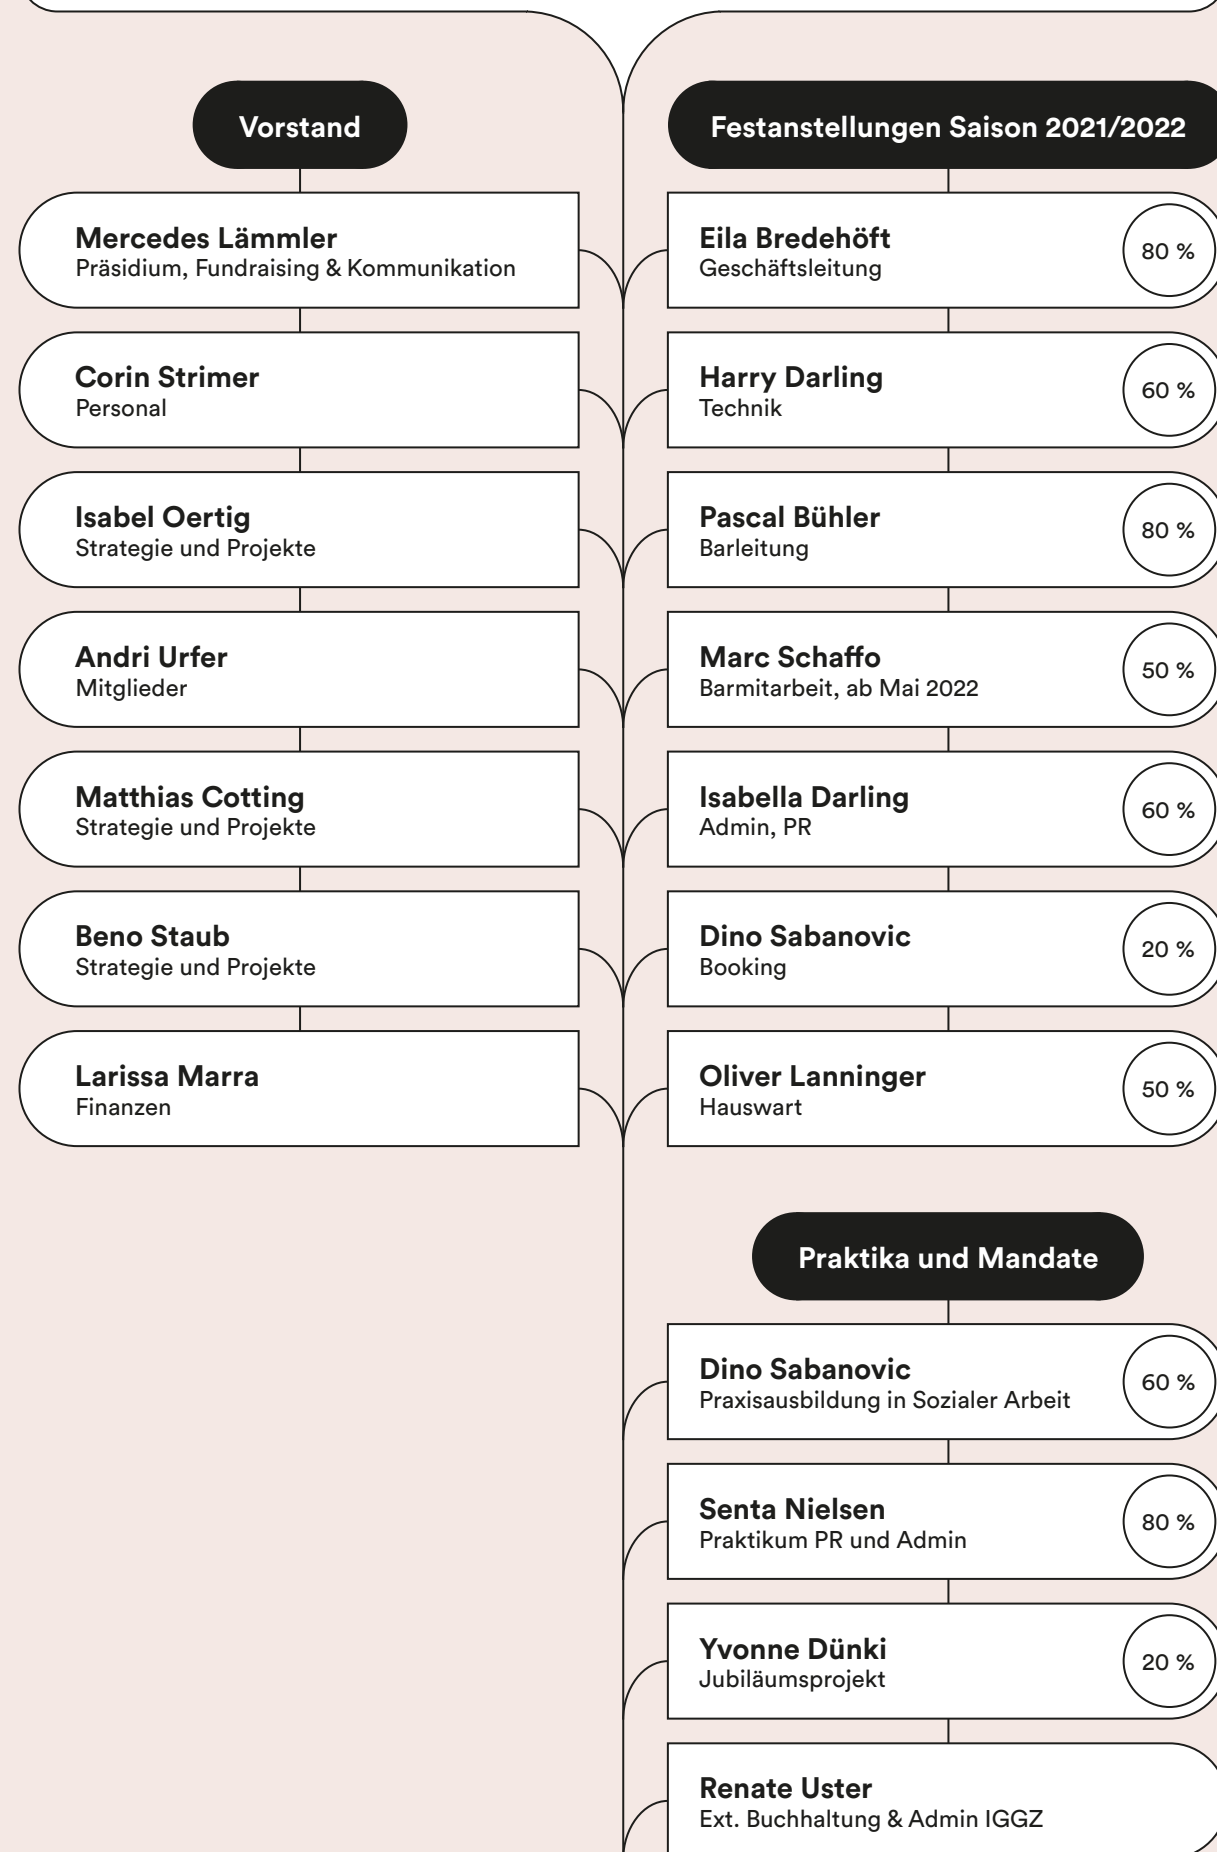 Vorstand
Mercedes Lämmler
Präsidium, Fundraising & Kommunikation
Corin Strimer
Personal
Isabel Oertig
Strategie und Projekte
Andri Urfer
Mitglieder
Matthias Cotting
Strategie und Projekte
Beno Staub
Strategie und Projekte
Larissa Marra
Finanzen
Festanstellungen Saison 2021/2022
Eila Bredehöft
Geschäftsleitung
80 %
Harry Darling
Technik
60 %
Pascal Bühler
Barleitung
80 %
Marc Schaffo
Barmitarbeit, ab Mai 2022
50 %
Isabella Darling
Admin, PR
60 %
Dino Sabanovic
Booking
20 %
Oliver Lanninger
Hauswart
50 %
Praktika und Mandate
Dino Sabanovic
Praxisausbildung in Sozialer Arbeit
60 %
Senta Nielsen
Praktikum PR und Admin
80 %
Yvonne Dünki
Jubiläumsprojekt
20 %
Renate Uster
Ext. Buchhaltung & Admin IGGZ